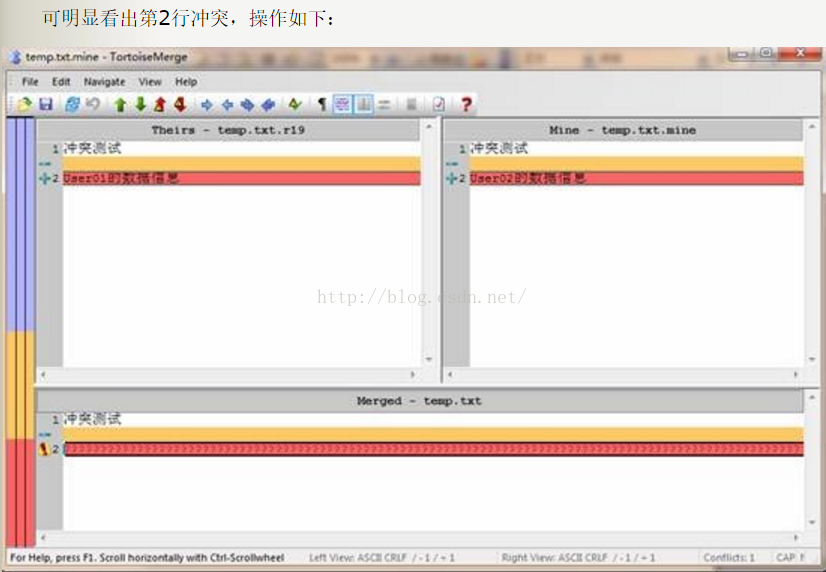 可明显看出第2行冲突，操作如下：
temp.txt.mine - TortoiseMerge
File Edit Navigate View Help
Theirs - temp.txt.r19
Mine - temp.txt.mine
1 冲突测试
1 冲突测试
2 User01的数据信息
2 User02的数据信息
http://blog.csdn.net/
Merged - temp.txt
1 冲突测试
2 ????????????????????????????????????????????????????????????????????????????????
For Help, press F1. Scroll horizontally with Ctrl-Scrollwheel Left View: ASCII CRLF / - 1 / + 1 Right View: ASCII CRLF / - 1 / + 1 Conflicts: 1 CAP